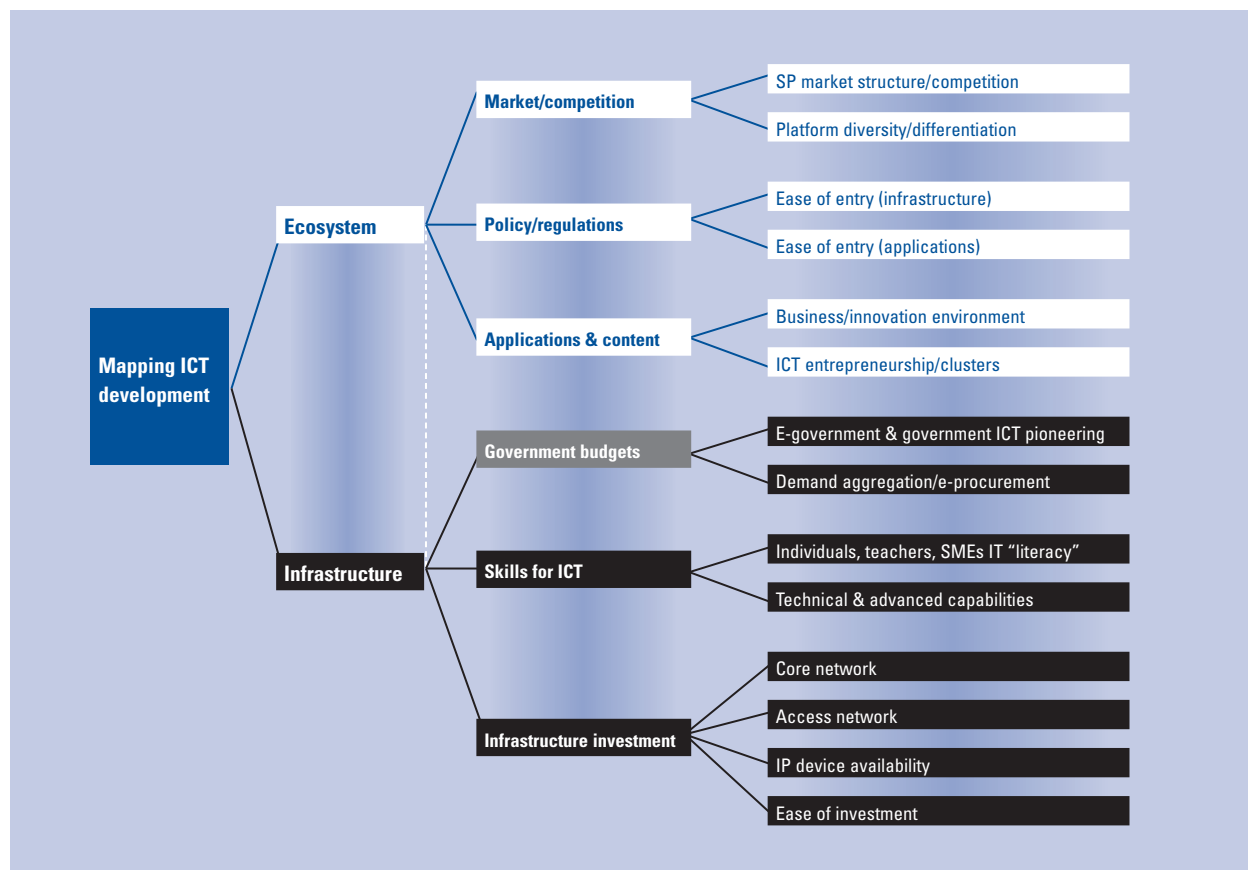 Mapping ICT
development
Ecosystem
Infrastructure
Market/competition
Policy/regulations
Applications & content
Government budgets
Skills for ICT
Infrastructure investment
SP market structure/competition
Platform diversity/differentiation
Ease of entry (infrastructure)
Ease of entry (applications)
Business/innovation environment
ICT entrepreneurship/clusters
E-government & government ICT pioneering
Demand aggregation/e-procurement
Individuals, teachers, SMEs IT “literacy”
Technical & advanced capabilities
Core network
Access network
IP device availability
Ease of investment